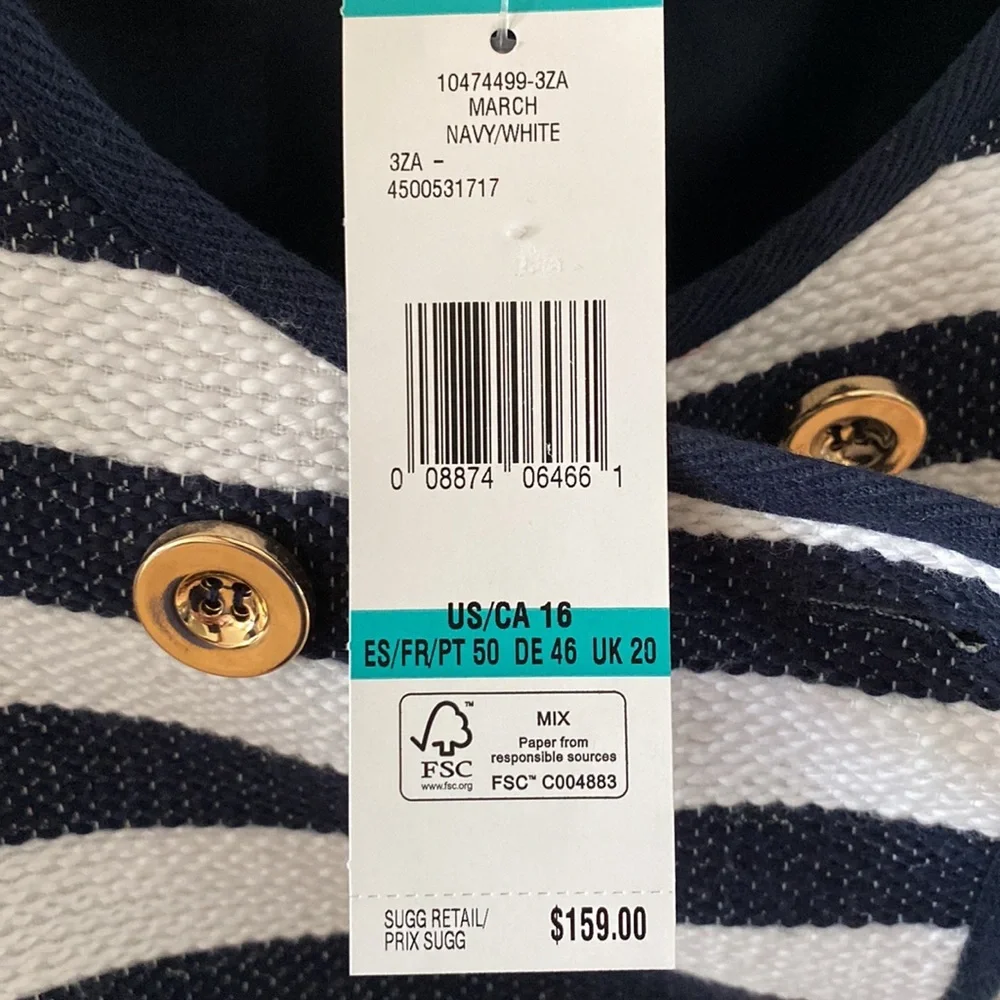 10474499-3ZA
MARCH
NAVY/WHITE
3ZA -
4500531717
0 08874 06466 1
US/CA 16
ES/FR/PT 50 DE 46 UK 20
FSC™
www.fsc.org
MIX
Paper from
responsible sources
FSC™ C004883
SUGG RETAIL/
PRIX SUGG
$159.00